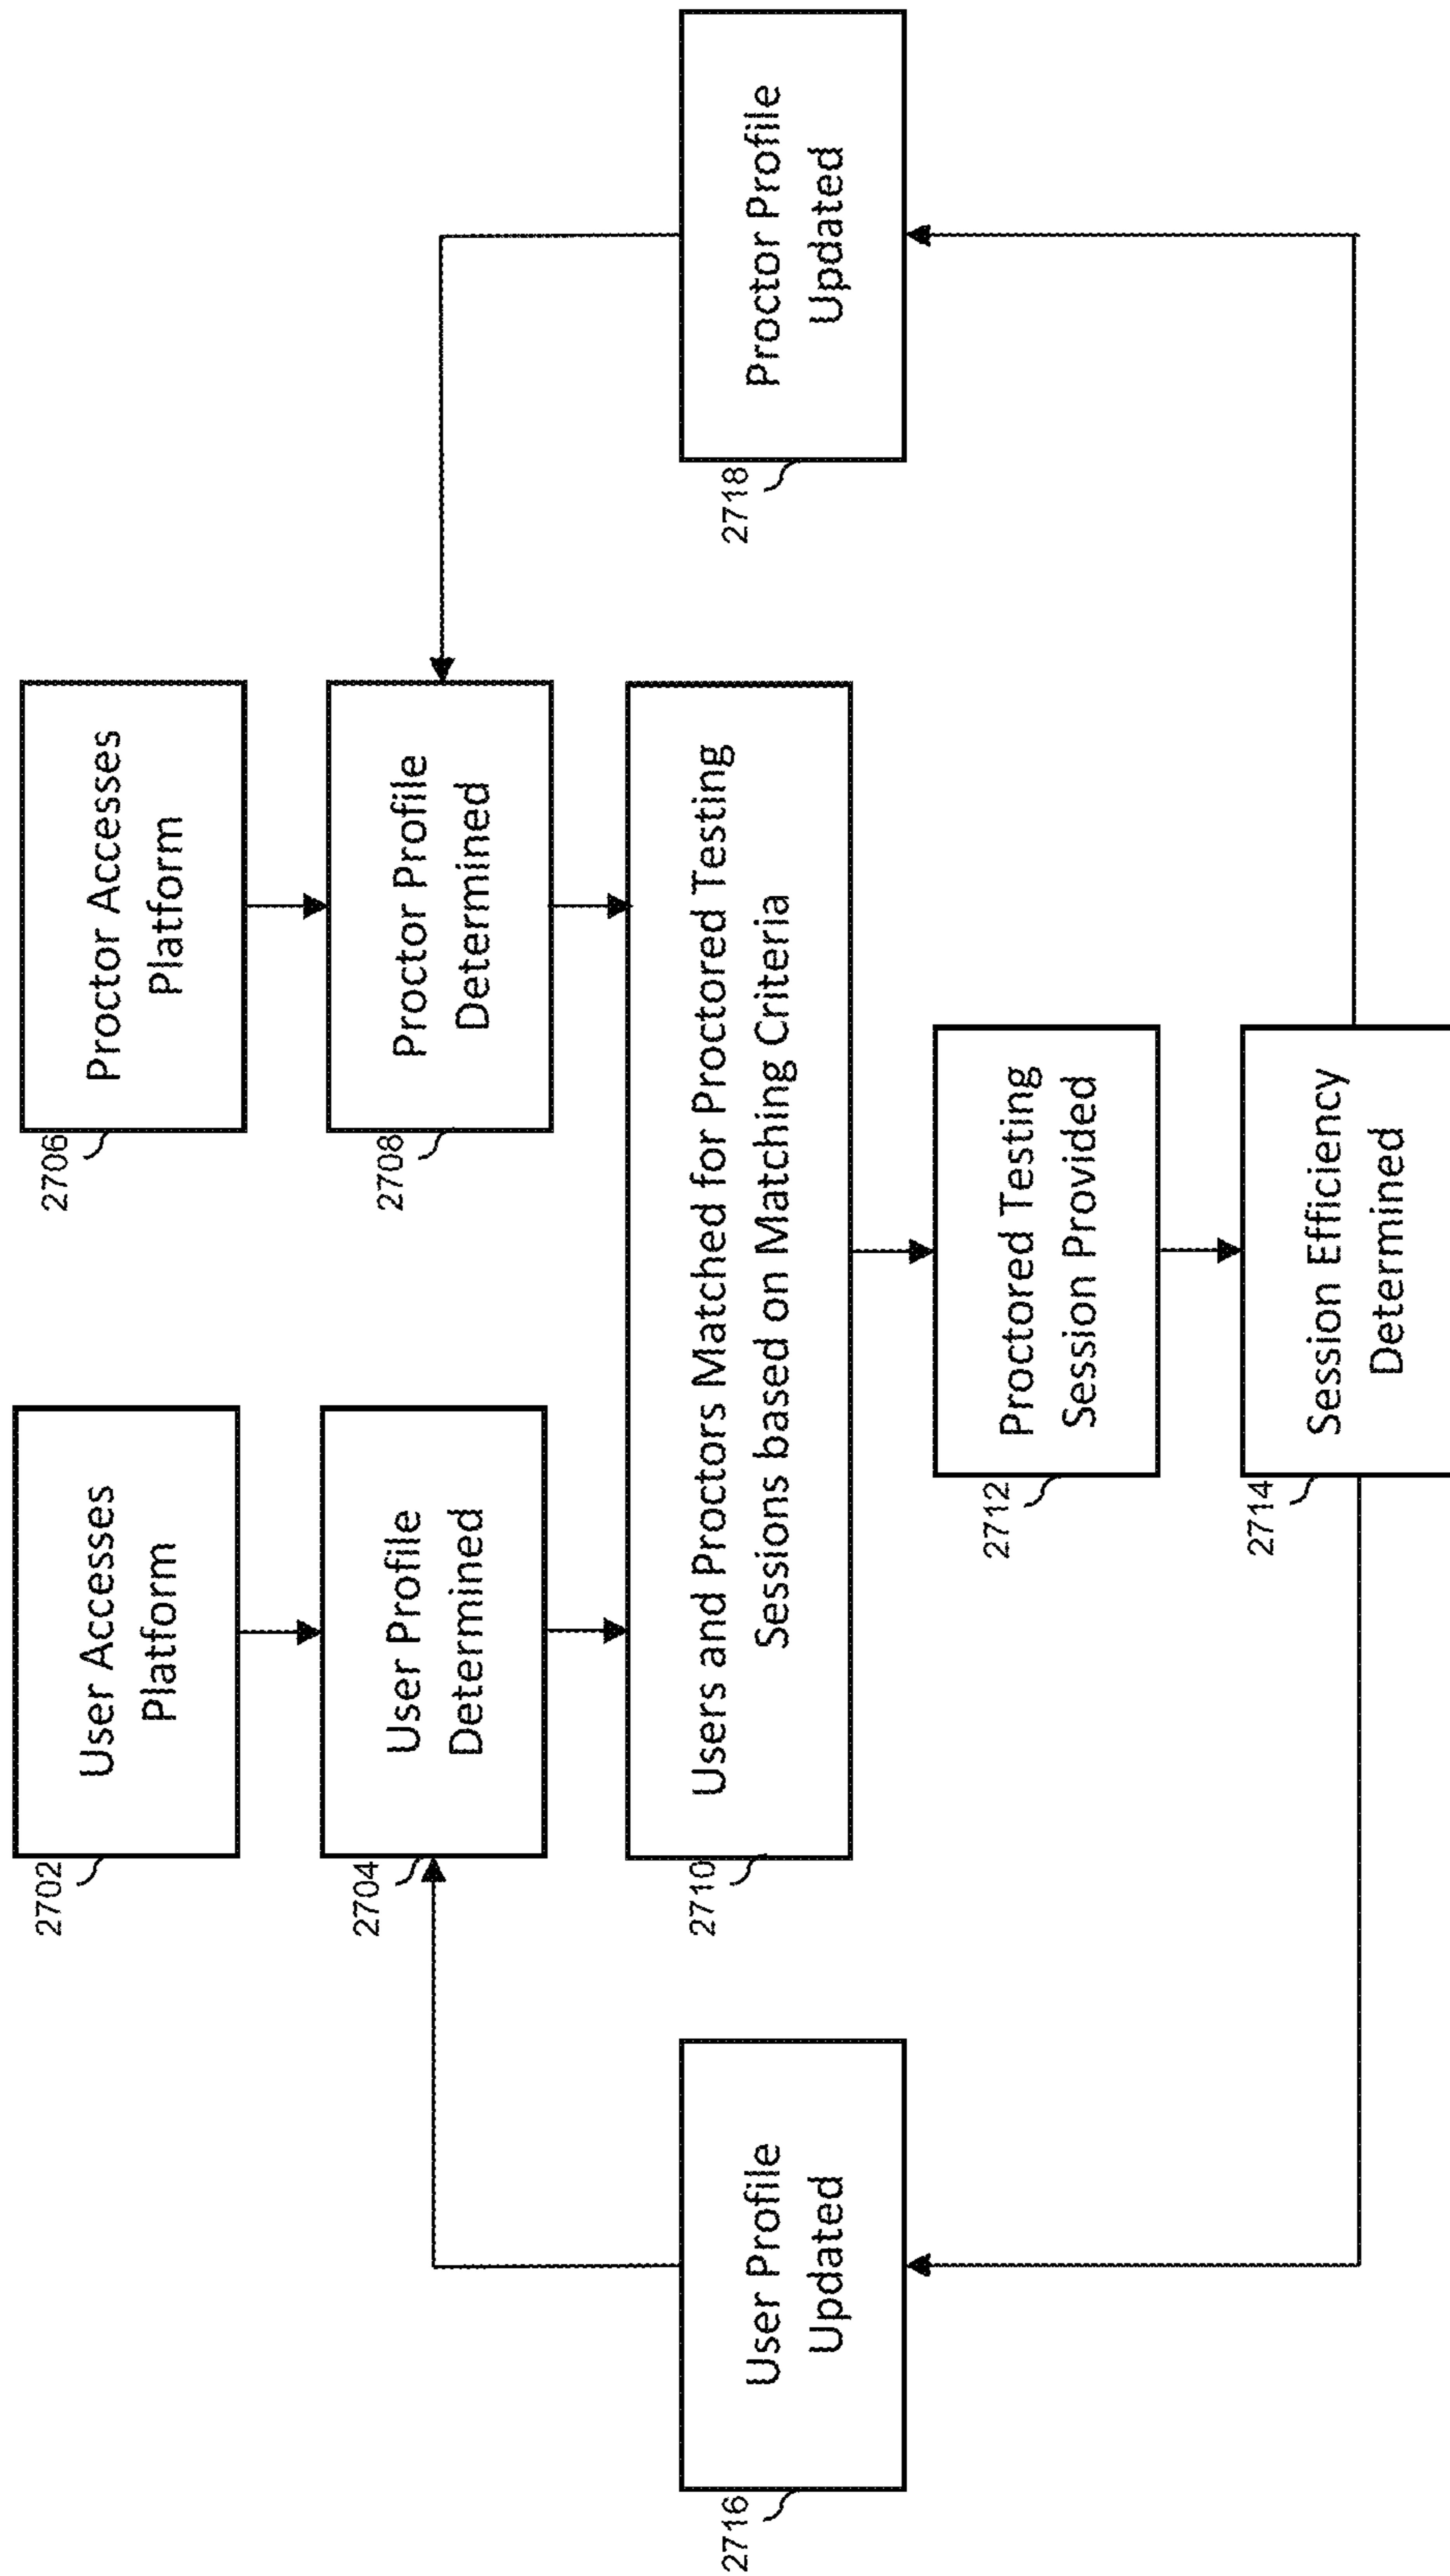 2702
User Accesses
Platform
2706
Proctor Accesses
Platform
2704
User Profile
Determined
2708
Proctor Profile
Determined
2710
Users and Proctors Matched for Proctored Testing
Sessions based on Matching Criteria
2716
User Profile
Updated
2718
Proctor Profile
Updated
2712
Proctored Testing
Session Provided
2714
Session Efficiency
Determined